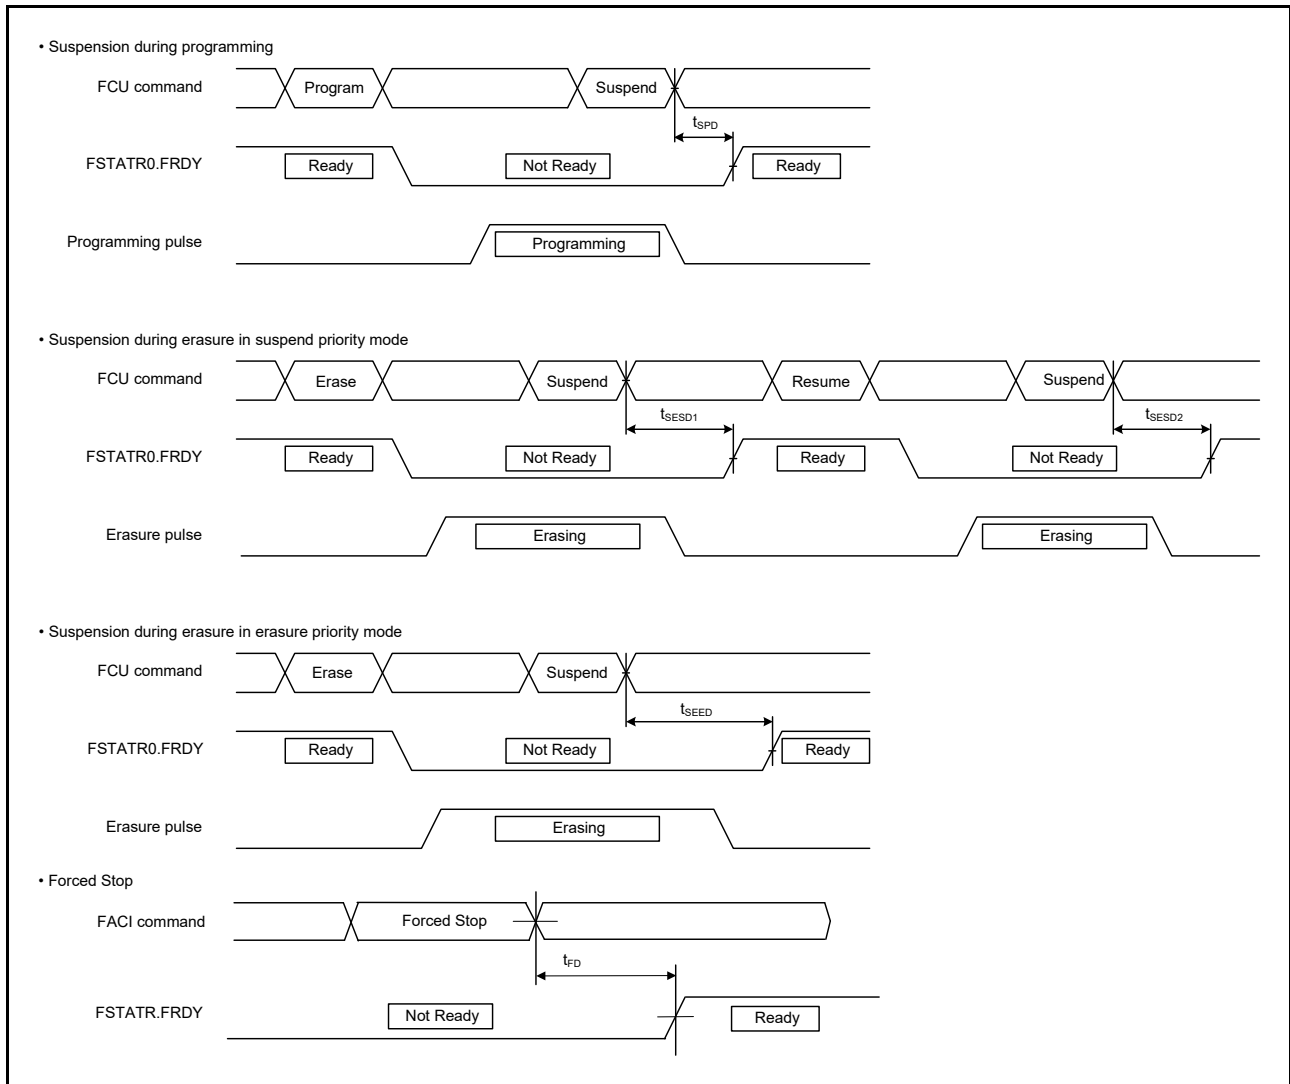 • Suspension during programming
FCU command Program Suspend
tSPD
FSTATR0.FRDY Ready Not Ready Ready
Programming pulse Programming
• Suspension during erasure in suspend priority mode
FCU command Erase Suspend Resume Suspend
tSESD1 tSESD2
FSTATR0.FRDY Ready Not Ready Ready Not Ready
Erasure pulse Erasing Erasing
• Suspension during erasure in erasure priority mode
FCU command Erase Suspend
tSEED
FSTATR0.FRDY Ready Not Ready Ready
Erasure pulse Erasing
• Forced Stop
FACI command Forced Stop
tFD
FSTATR.FRDY Not Ready Ready